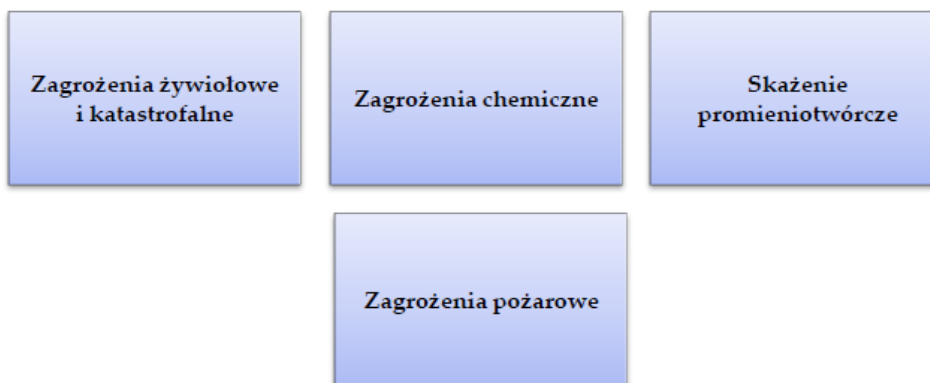 Zagrożenia żywiołowe
i katastrofalne
Zagrożenia chemiczne
Skażenie
promieniotwórcze
Zagrożenia pożarowe